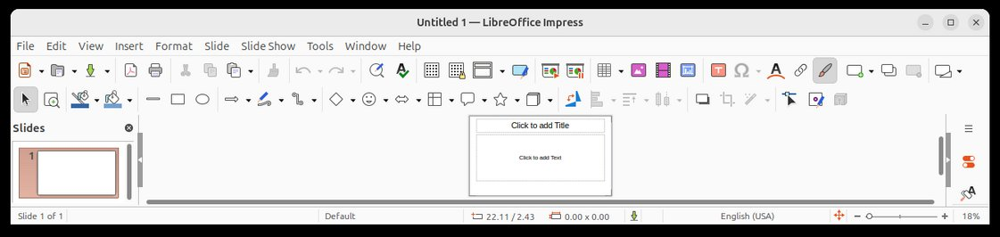 Untitled 1 — LibreOffice Impress
File Edit View Insert Format Slide Slide Show Tools Window Help
Slides
1
Click to add Title
Click to add Text
Slide 1 of 1 Default 22.11 / 2.43 0.00 x 0.00 English (USA) 18%